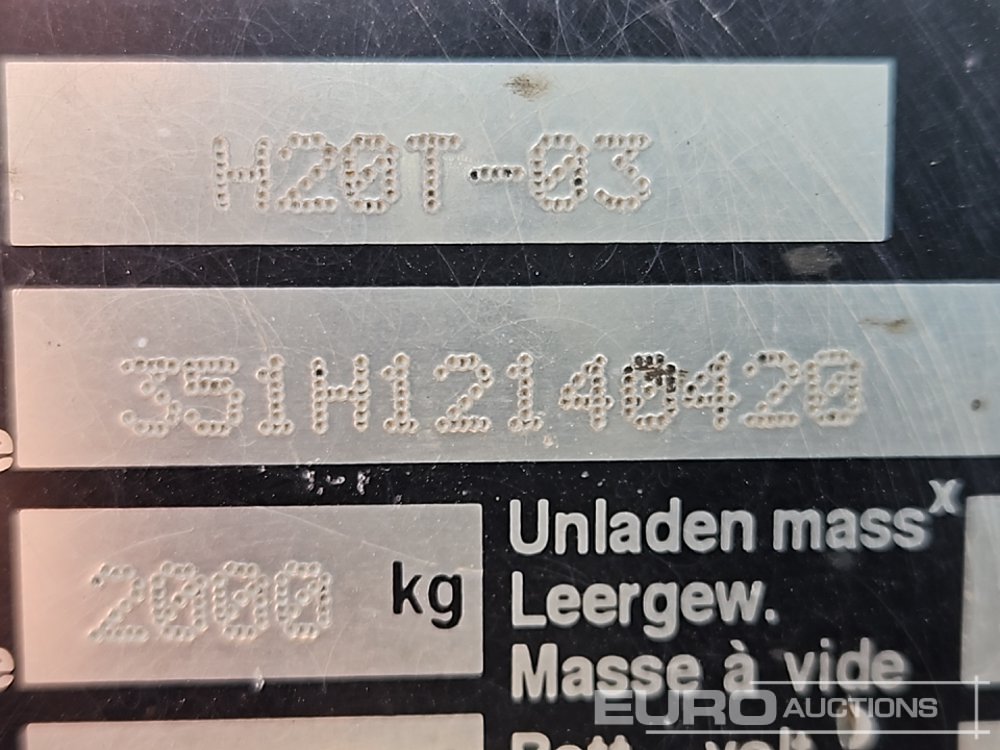 H20T-03
351H12140420
2000 kg Unladen mass x
Leergew.
Masse à vide
EURO AUCTIONS